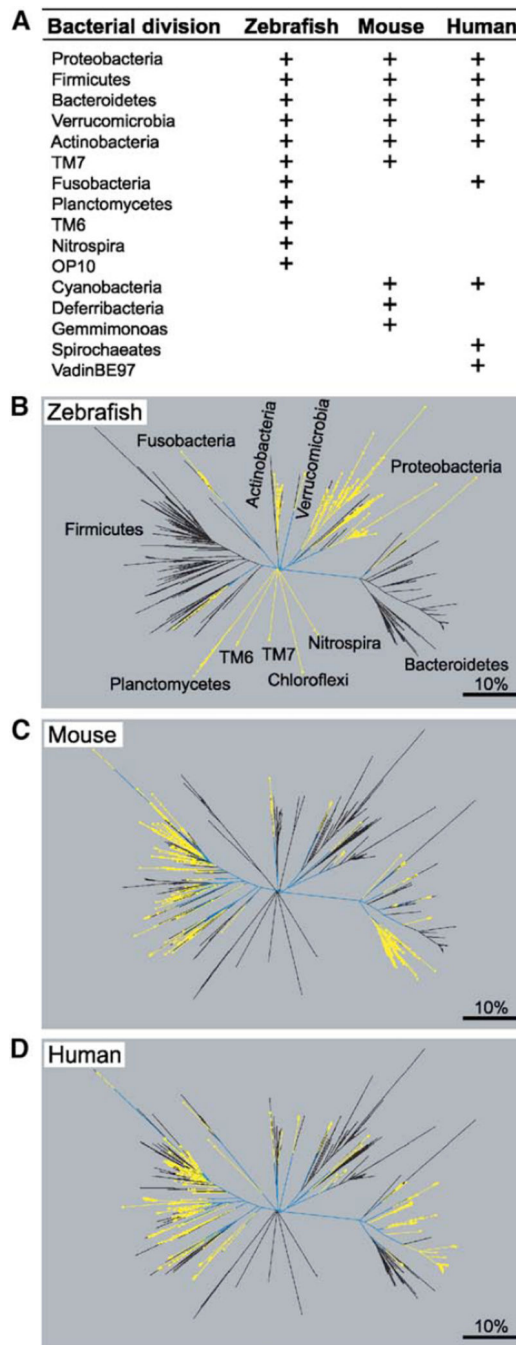 A
Bacterial division Zebrafish Mouse Human
Proteobacteria + + +
Firmicutes + + +
Bacteroidetes + + +
Verrucomicrobia + + +
Actinobacteria + + +
TM7 + +
Fusobacteria + +
Planctomycetes +
TM6 +
Nitrospira +
OP10 +
Cyanobacteria + +
Deferribacteria +
Gemmimonoas +
Spirochaeates +
VadinBE97 +
B
Zebrafish
Fusobacteria
Actinobacteria
Verrucomicrobia
Proteobacteria
Firmicutes
Nitrospira
TM6
TM7
Bacteroidetes
Planctomycetes
Chloroflexi
10%
C
Mouse
10%
D
Human
10%